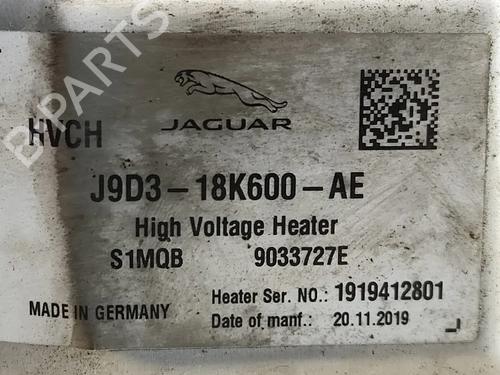 B-PARTS
JAGUAR
HVCH
J9D3-18K600-AE
High Voltage Heater
S1MQB 9033727E
Heater Ser. NO.: 1919412801
MADE IN GERMANY
Date of manf.: 20.11.2019